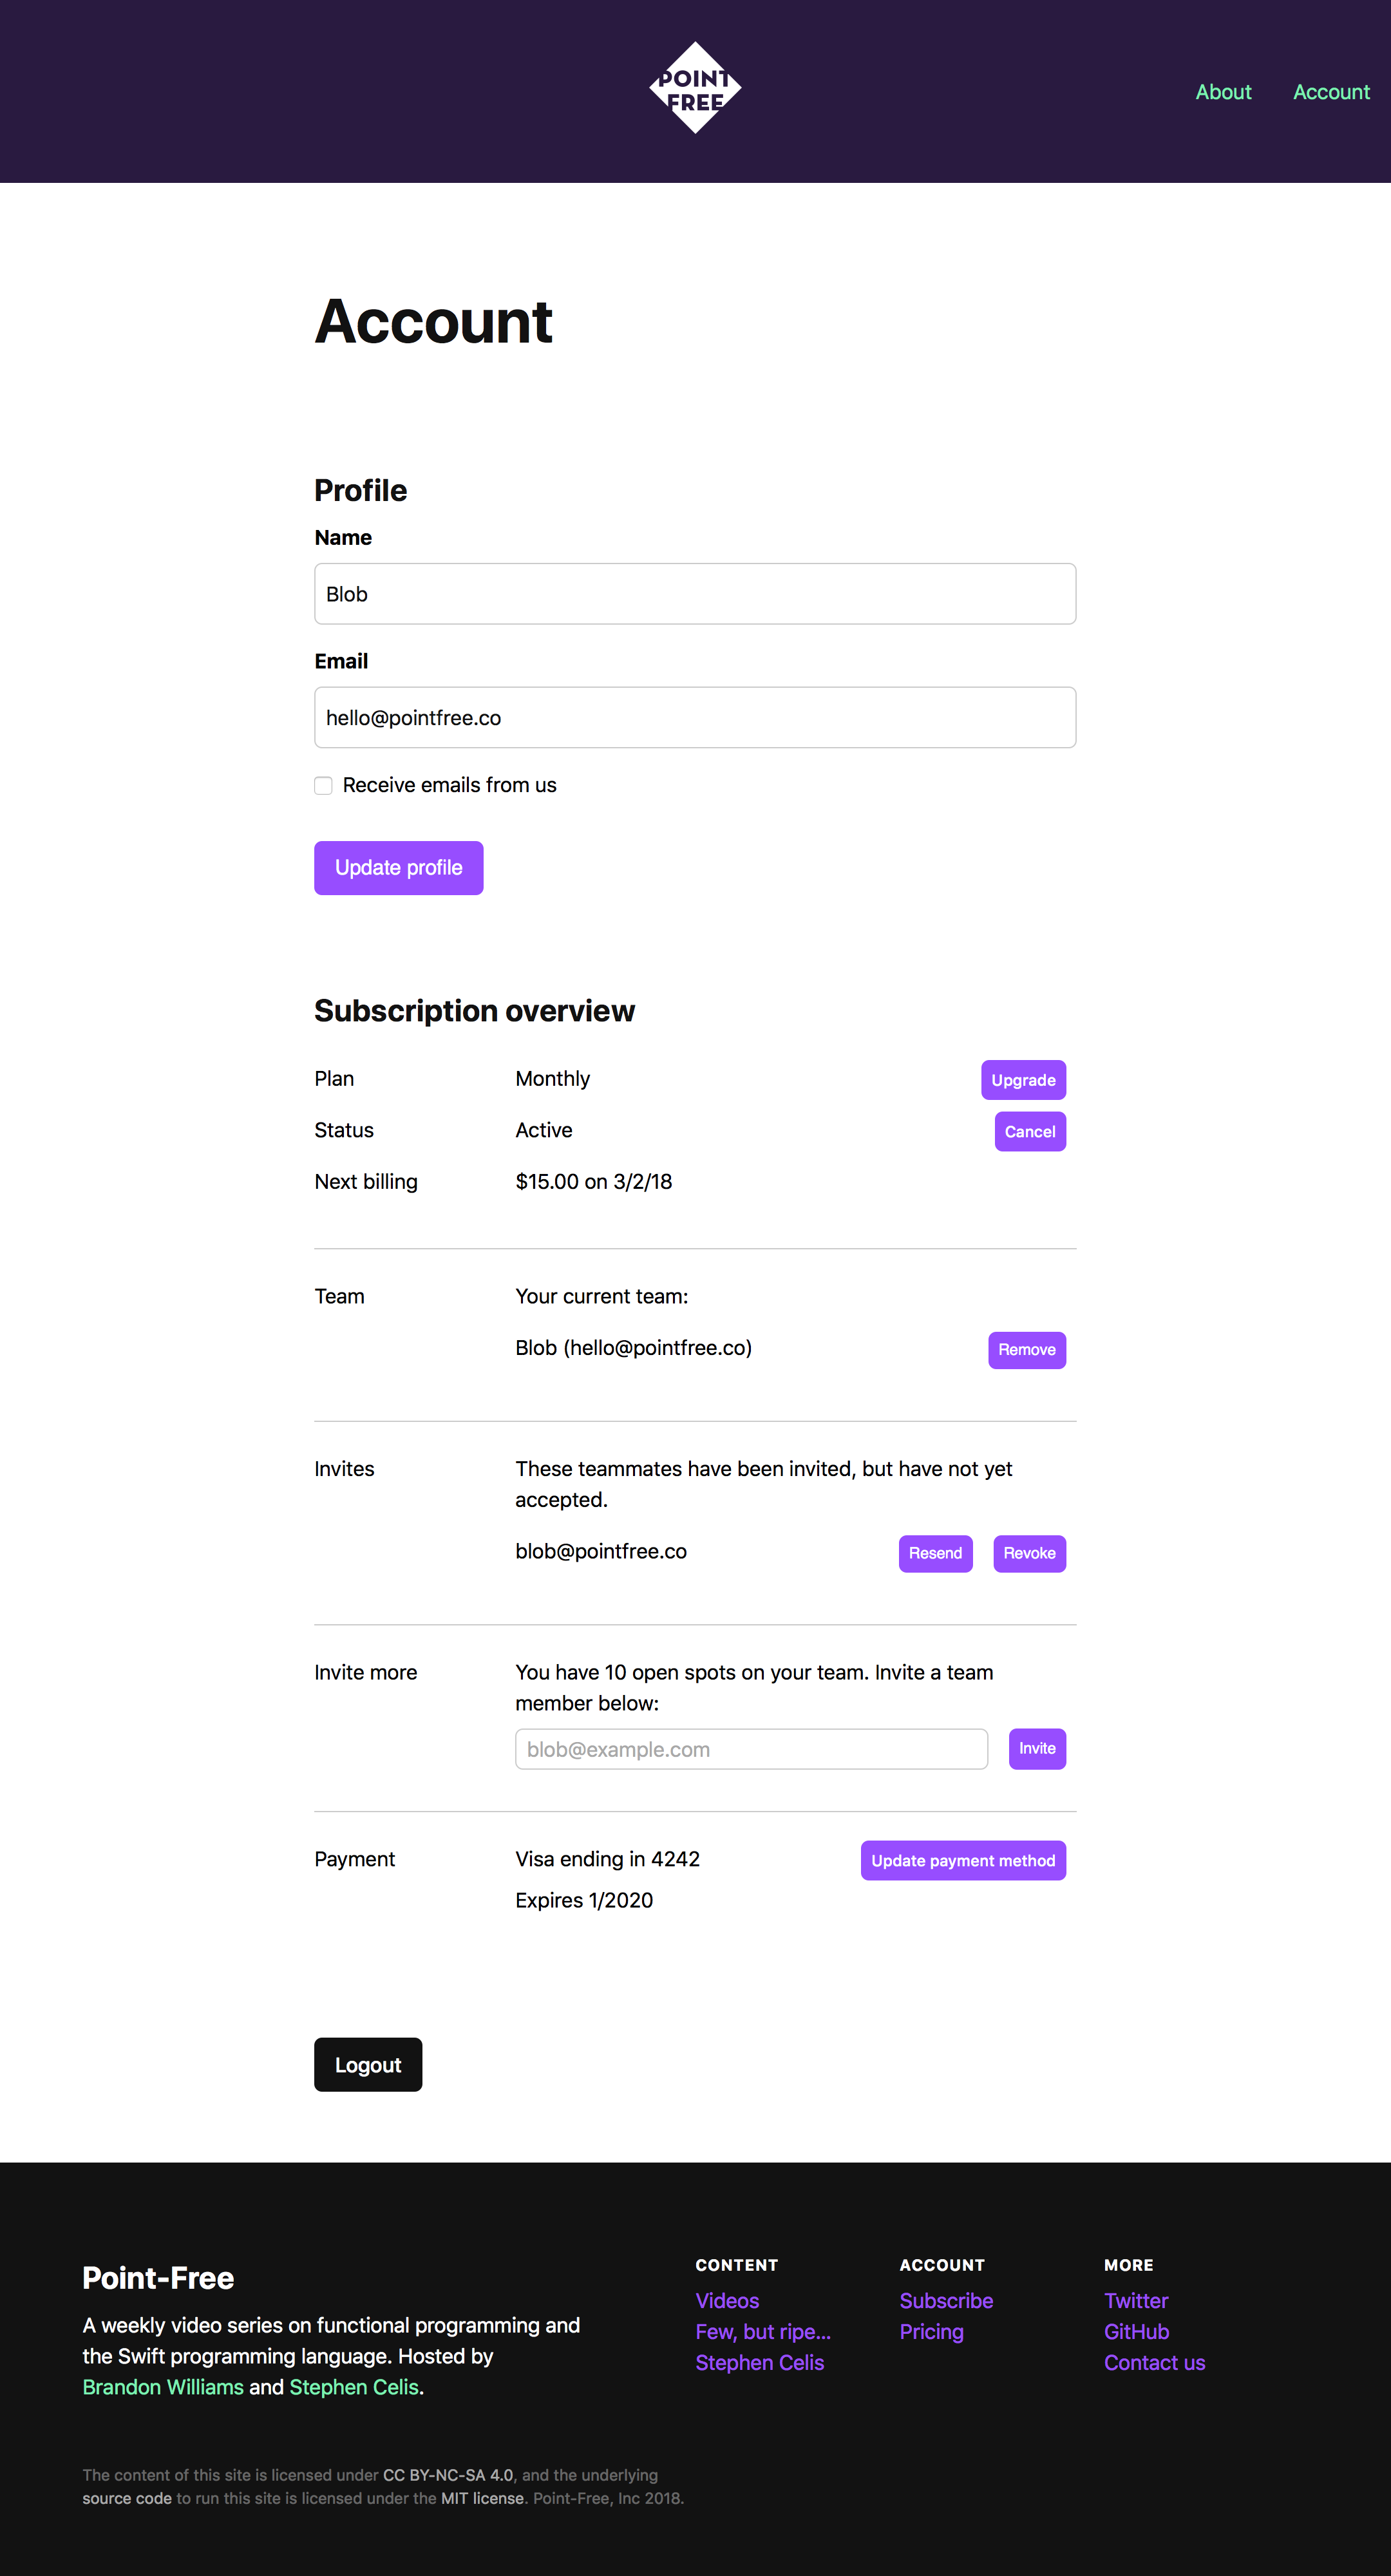 POINT
FREE
About Account
Account
Profile
Name
Blob
Email
hello@pointfree.co
Receive emails from us
Update profile
Subscription overview
Plan Monthly Upgrade
Status Active Cancel
Next billing $15.00 on 3/2/18
Team Your current team:
Blob (hello@pointfree.co) Remove
Invites These teammates have been invited, but have not yet
accepted.
blob@pointfree.co Resend Revoke
Invite more You have 10 open spots on your team. Invite a team
member below:
blob@example.com Invite
Payment Visa ending in 4242 Update payment method
Expires 1/2020
Logout
Point-Free
A weekly video series on functional programming and
the Swift programming language. Hosted by
Brandon Williams and Stephen Celis.
CONTENT
Videos
Few, but ripe...
Stephen Celis
ACCOUNT
Subscribe
Pricing
MORE
Twitter
GitHub
Contact us
The content of this site is licensed under CC BY-NC-SA 4.0, and the underlying
source code to run this site is licensed under the MIT license. Point-Free, Inc 2018.